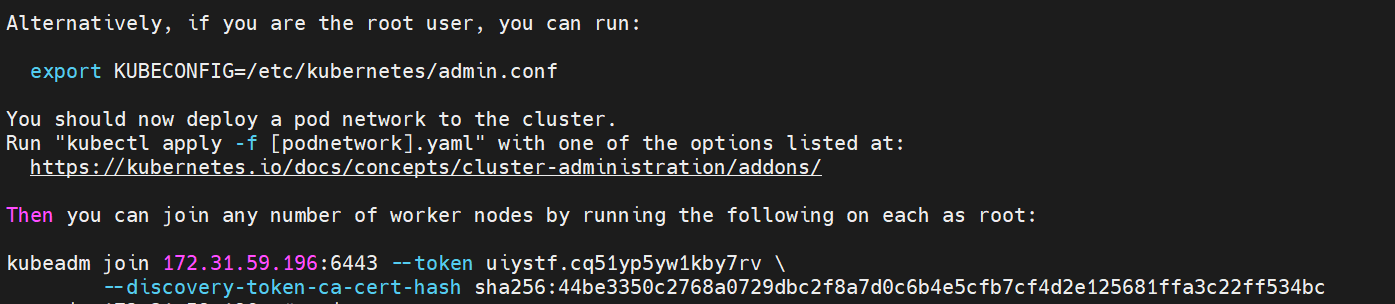 Alternatively, if you are the root user, you can run:
export KUBECONFIG=/etc/kubernetes/admin.conf
You should now deploy a pod network to the cluster.
Run "kubectl apply -f [podnetwork].yaml" with one of the options listed at:
https://kubernetes.io/docs/concepts/cluster-administration/addons/
Then you can join any number of worker nodes by running the following on each as root:
kubeadm join 172.31.59.196:6443 --token uiystf.cq51yp5yw1kby7rv \
--discovery-token-ca-cert-hash sha256:44be3350c2768a0729dbc2f8a7d0c6b4e5cfb7cf4d2e125681ffa3c22ff534bc